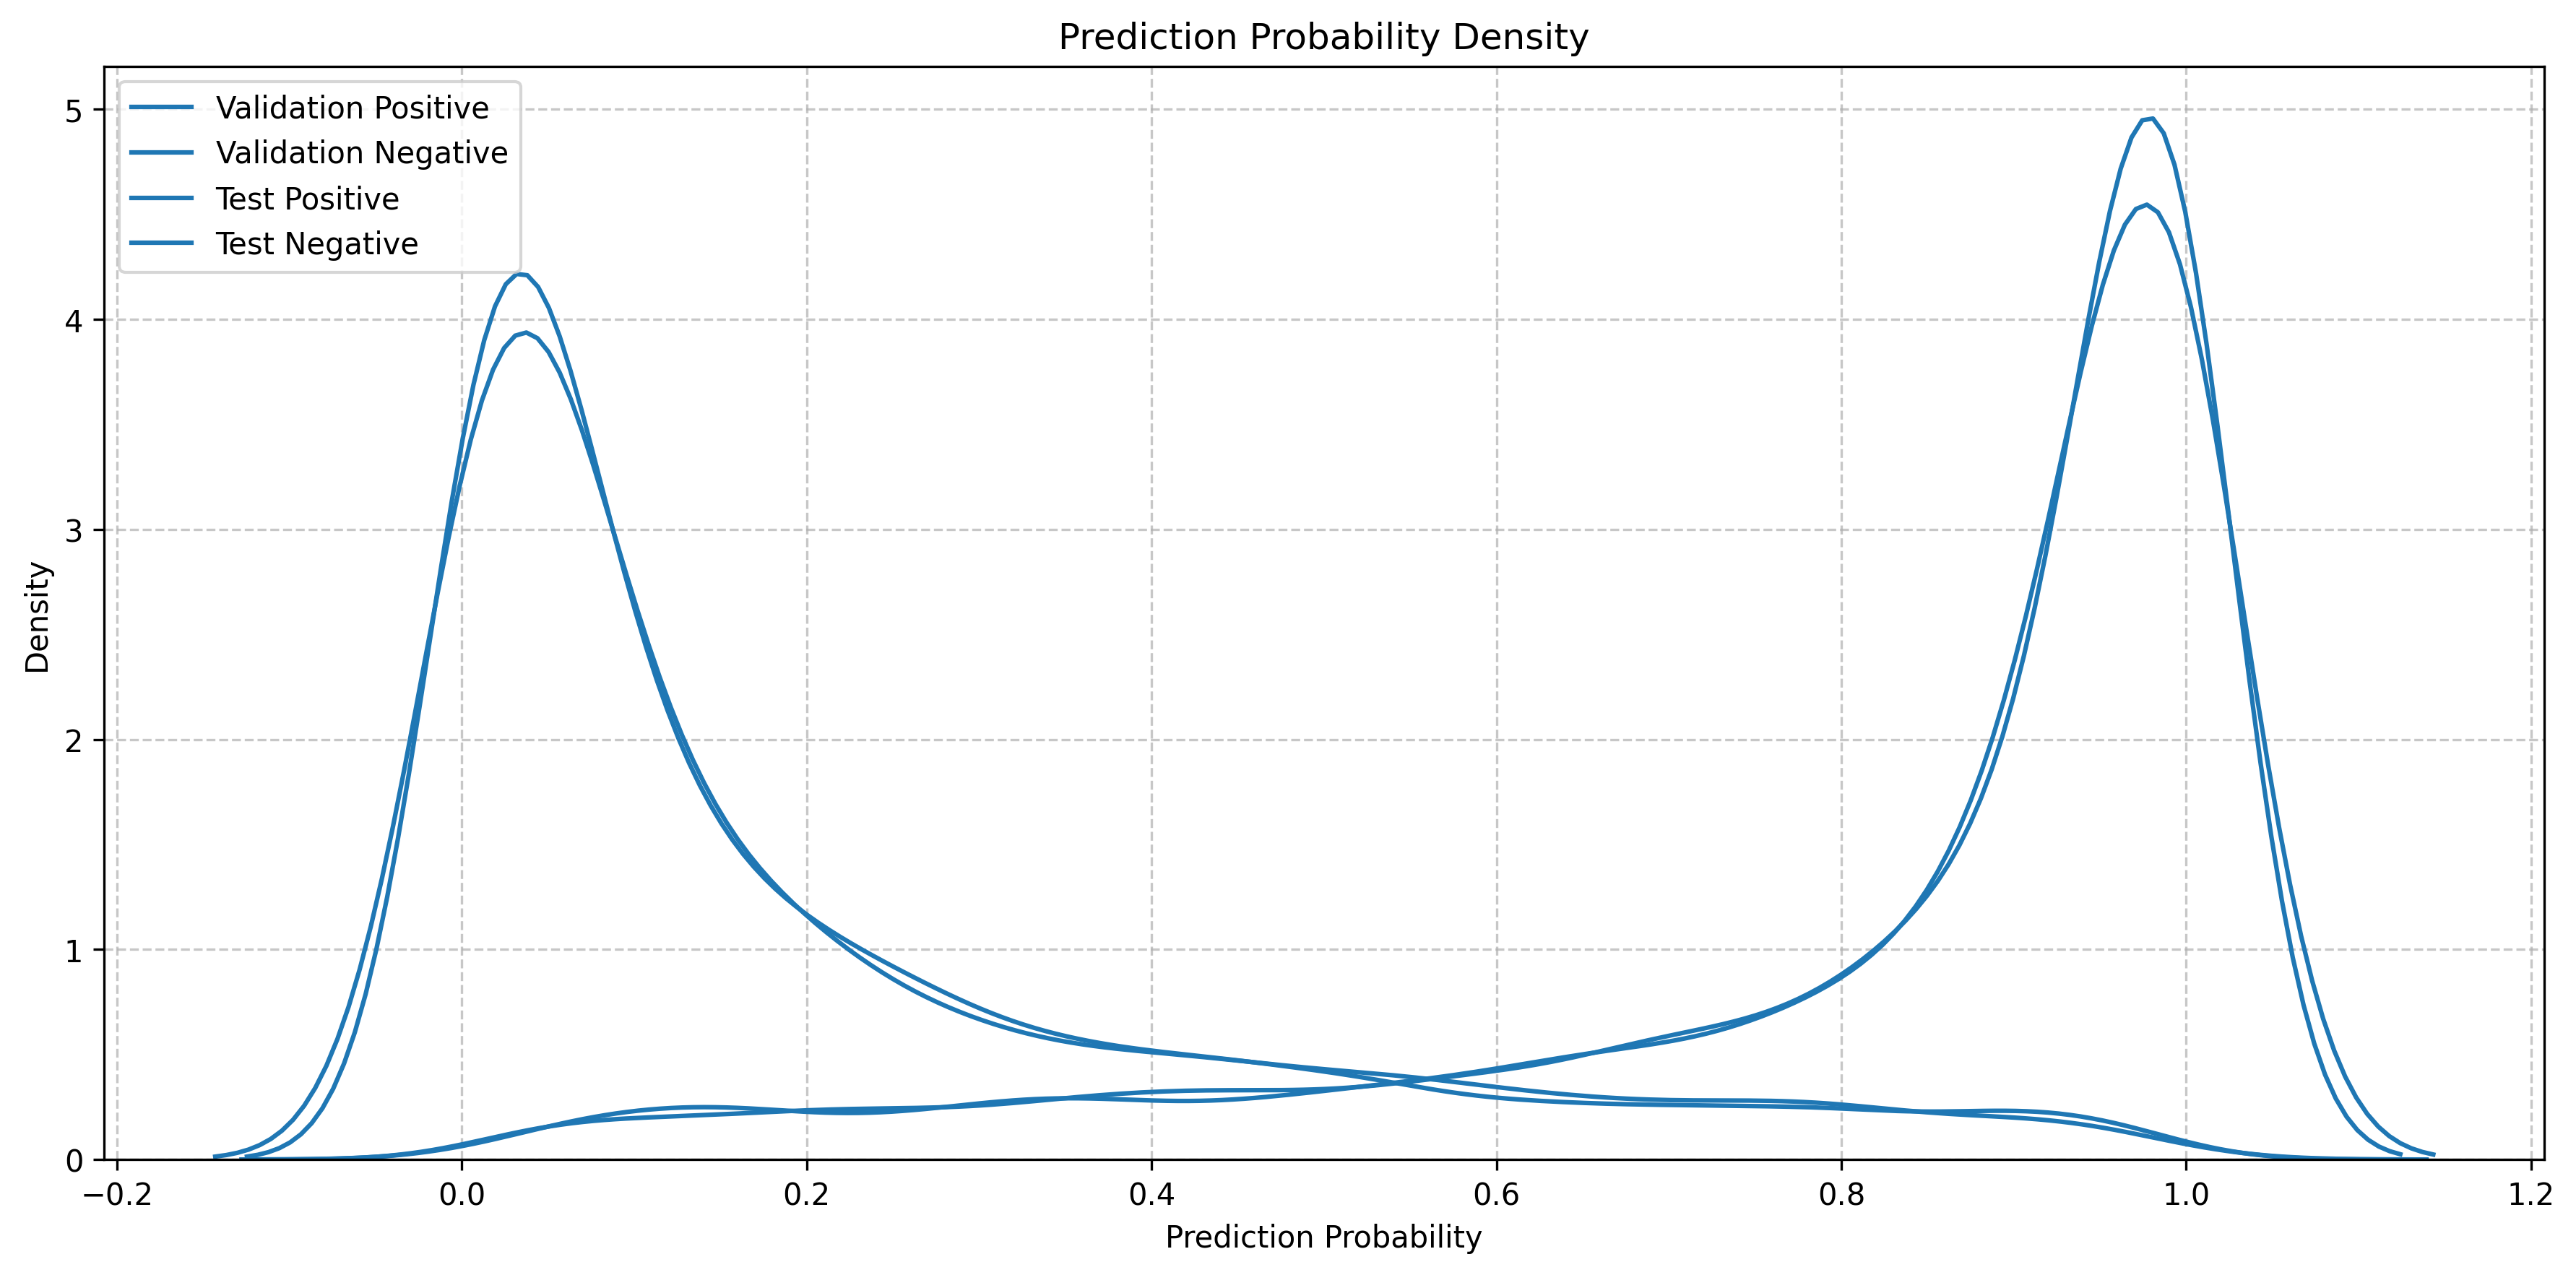 Prediction Probability Density
Validation Positive
Validation Negative
Test Positive
Test Negative
5
4
3
2
1
0
Density
−0.2
0.0
0.2
0.4
0.6
0.8
1.0
1.2
Prediction Probability